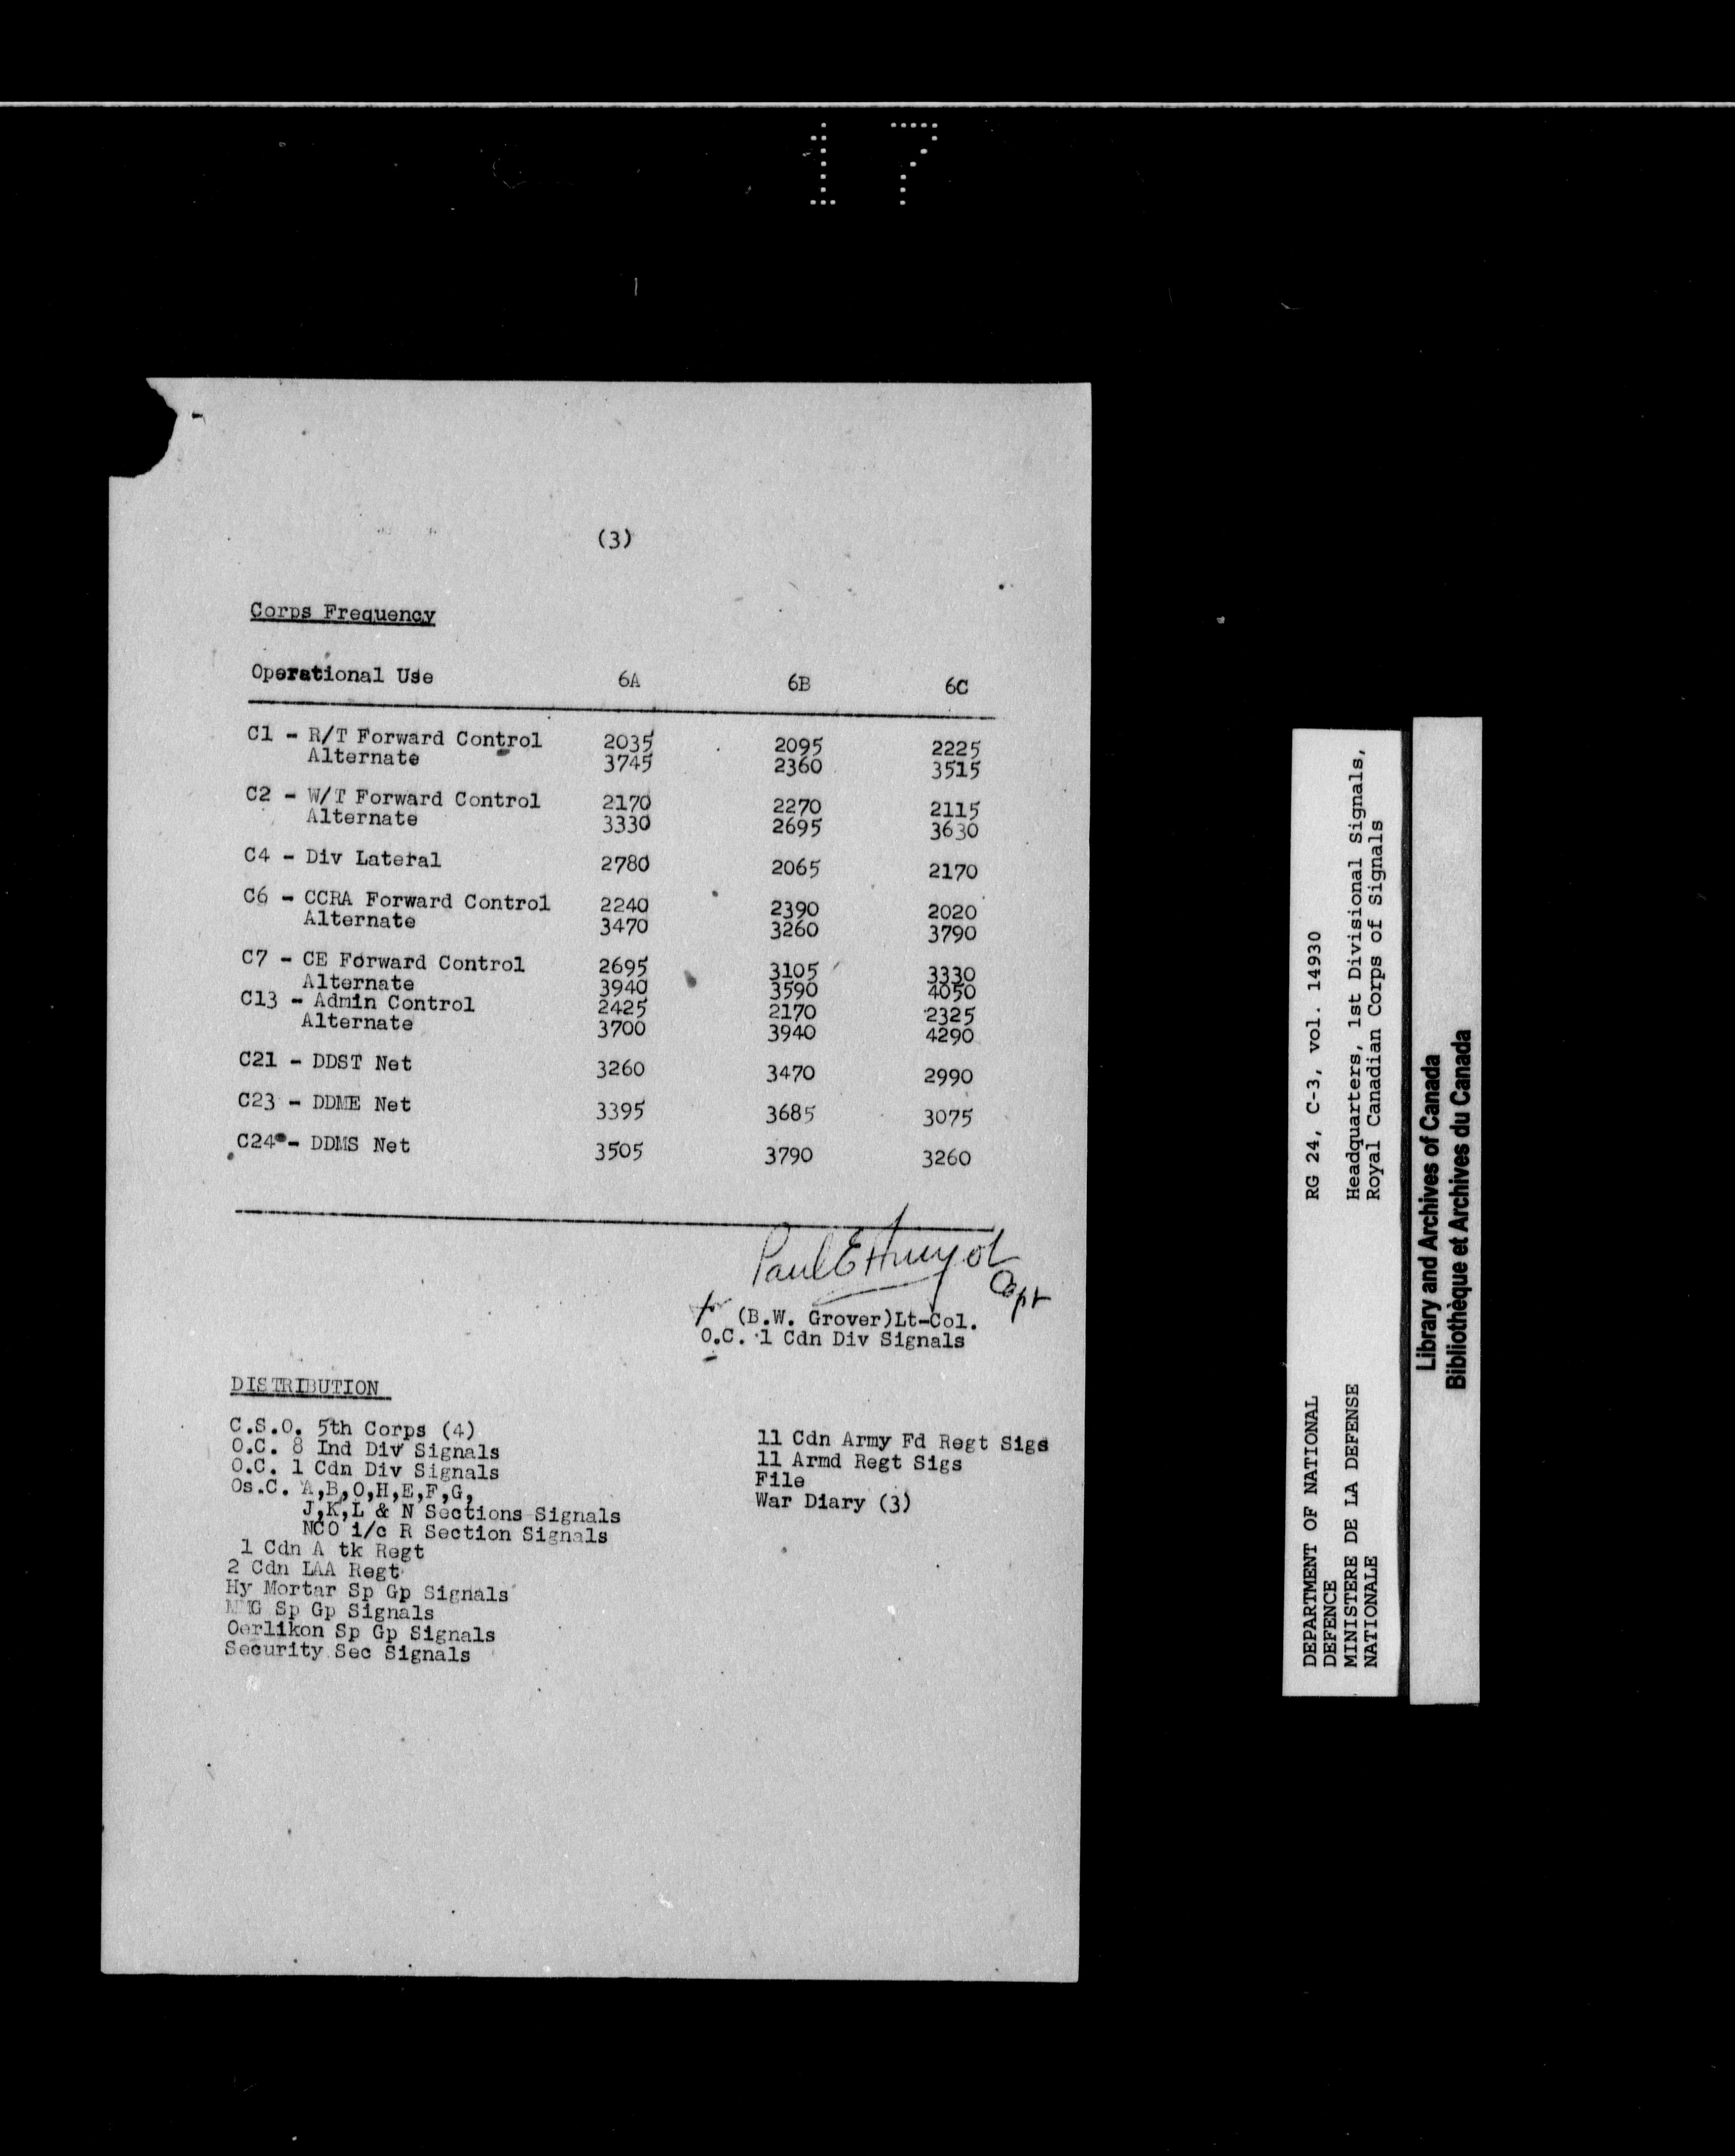 17
(3)
Corps Frequency
Operational Use 6A 6B 6C
C1 - R/T Forward Control 2035 2095 2225
Alternate 3745 2360 3515
C2 - W/T Forward Control 2170 2270 2115
Alternate 3330 2695 3630
C4 - Div Lateral 2780 2065 2170
C6 - CCRA Forward Control 2240 2390 2020
Alternate 3470 3260 3790
C7 - CE Forward Control 2695 3105 3330
Alternate 3940 3590 4050
C13 - Admin Control 2425 2170 2325
Alternate 3700 3940 4290
C21 - DDST Net 3260 3470 2990
C23 - DDME Net 3395 3685 3075
C24 - DDMS Net 3505 3790 3260
Paul E
Capt
for (B.W. Grover)Lt-Col.
O.C. 1 Cdn Div Signals
DISTRIBUTION
C.S.O. 5th Corps (4)
O.C. 8 Ind Div Signals
O.C. 1 Cdn Div Signals
Os.C. A,B,O,H,E,F,G,
J,K,L & N Sections Signals
NCO i/c R Section Signals
1 Cdn A tk Regt
2 Cdn LAA Regt
Hy Mortar Sp Gp Signals
MMG Sp Gp Signals
Oerlikon Sp Gp Signals
Security Sec Signals
11 Cdn Army Fd Regt Sigs
11 Armd Regt Sigs
File
War Diary (3)
DEPARTMENT OF NATIONAL DEFENCE
MINISTERE DE LA DEFENSE NATIONALE
RG 24, C-3, vol. 14930
Headquarters, 1st Divisional Signals,
Royal Canadian Corps of Signals
Library and Archives of Canada
Bibliothèque et Archives du Canada